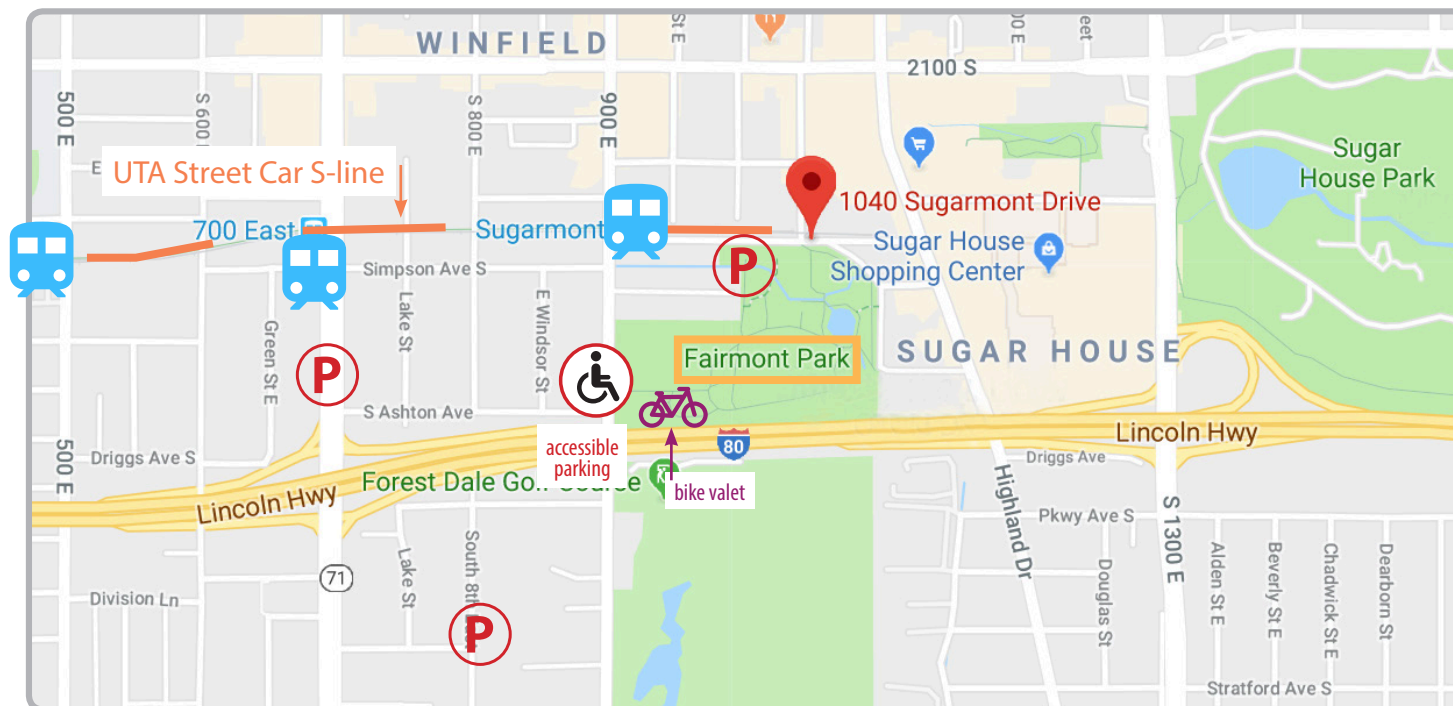 WINFIELD
St E
00 E
eet
2100 S
500 E
S 600 E
S 800 E
900 E
E
UTA Street Car S-line
Sugar
House Park
700 East
Sugarmont
1040 Sugarmont Drive
Sugar House
Shopping Center
P
Simpson Ave S
Lake St
E Windsor St
Green St E
P
Fairmont Park
SUGAR HOUSE
S Ashton Ave
accessible
parking
80
Lincoln Hwy
500 E
Driggs Ave S
Driggs Ave
Forest Dale Golf Course
bike valet
Lincoln Hwy
Highland Dr
Pkwy Ave S
S 1300 E
71
Lake St
South 8th East
P
Division Ln
Douglas St
Alden St E
Beverly St E
Chadwick St E
Dearborn St
Stratford Ave S